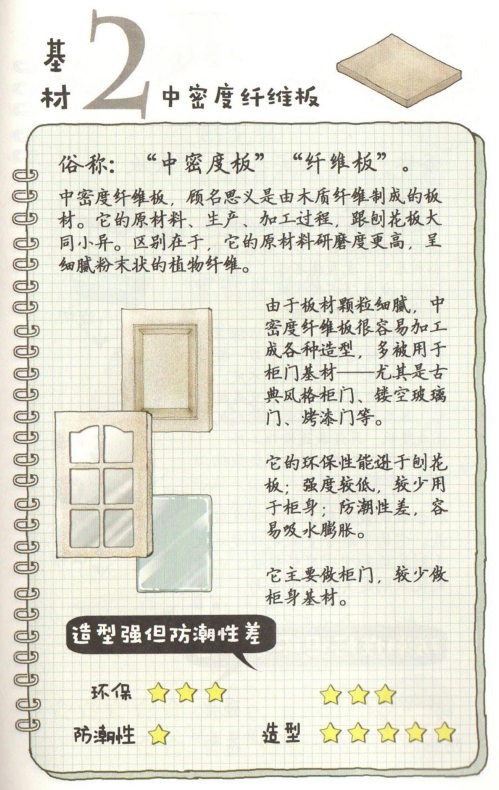 基材 2 中密度纤维板
俗称：“中密度板”“纤维板”。
中密度纤维板，顾名思义是由木质纤维制成的板
材。它的原材料、生产、加工过程，跟刨花板大
同小异。区别在于，它的原材料研磨度更高，呈
细腻粉末状的植物纤维。
由于板材颗粒细腻，中
密度纤维板很容易加工
成各种造型，多被用于
柜门基材——尤其是古
典风格柜门、镂空玻璃
门、烤漆门等。
它的环保性能逊于刨花
板；强度较低，较少用
于柜身；防潮性差，容
易吸水膨胀。
它主要做柜门，较少做
柜身基材。
造型强但防潮性差
环保
防潮性 造型